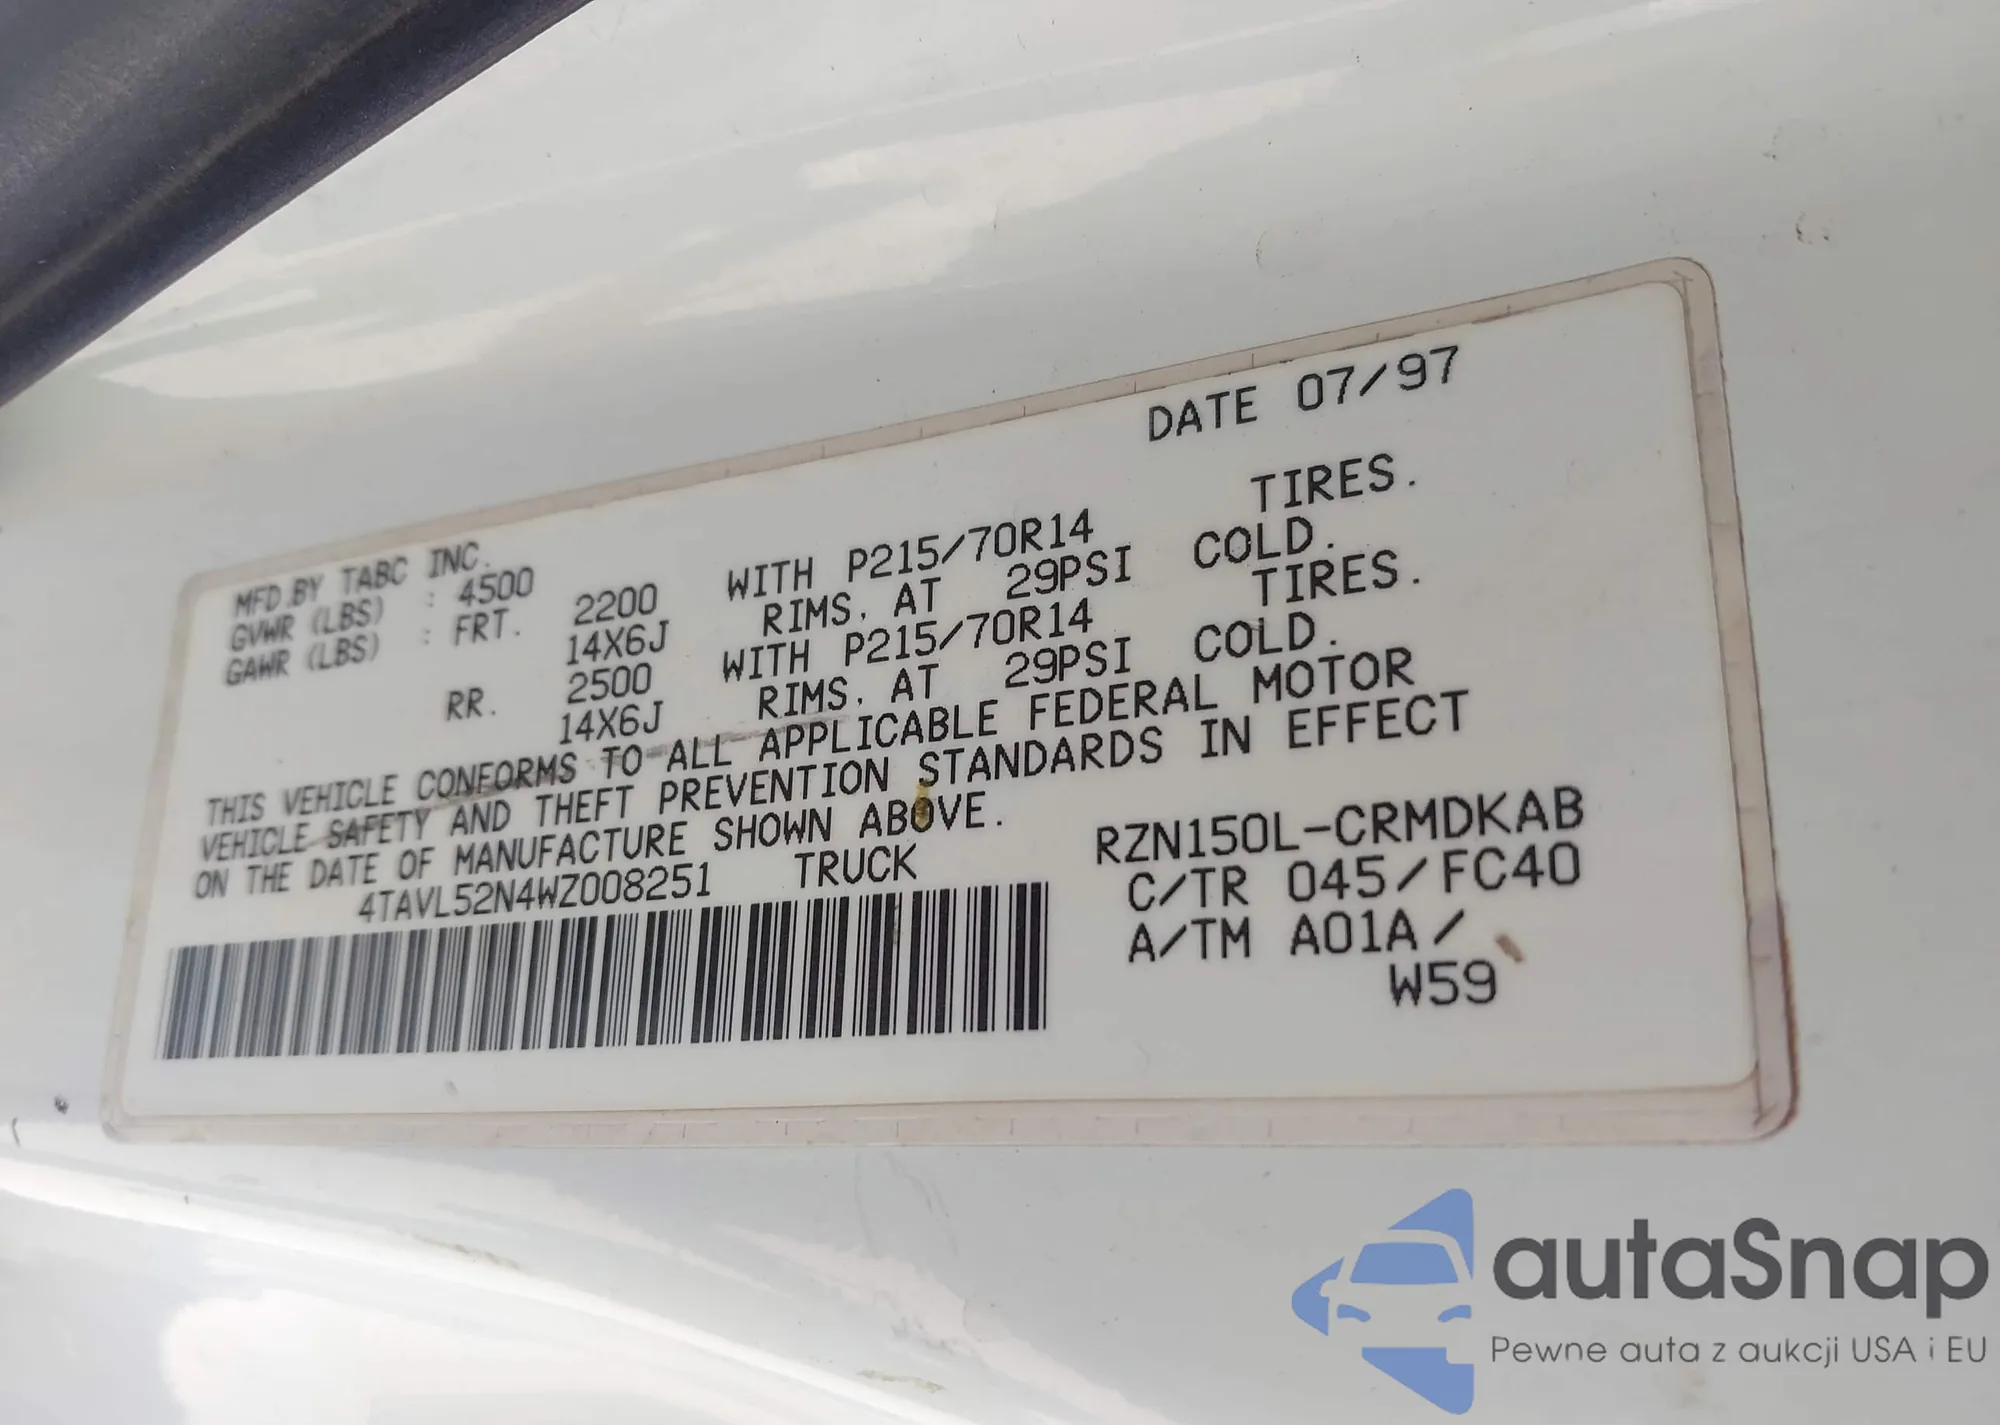 DATE 07/97
MFD.BY TABC INC.
GVWR (LBS) : 4500
GAWR (LBS) : FRT. 2200 WITH P215/70R14 TIRES.
14X6J RIMS, AT 29PSI COLD.
RR. 2500 WITH P215/70R14 TIRES.
14X6J RIMS, AT 29PSI COLD.
THIS VEHICLE CONFORMS TO ALL APPLICABLE FEDERAL MOTOR
VEHICLE SAFETY AND THEFT PREVENTION STANDARDS IN EFFECT
ON THE DATE OF MANUFACTURE SHOWN ABOVE.
4TAVL52N4WZ008251 TRUCK
RZN150L-CRMDKAB
C/TR 045/FC40
A/TM A01A/
W59
autaSnap
Pewne auta z aukcji USA i EU